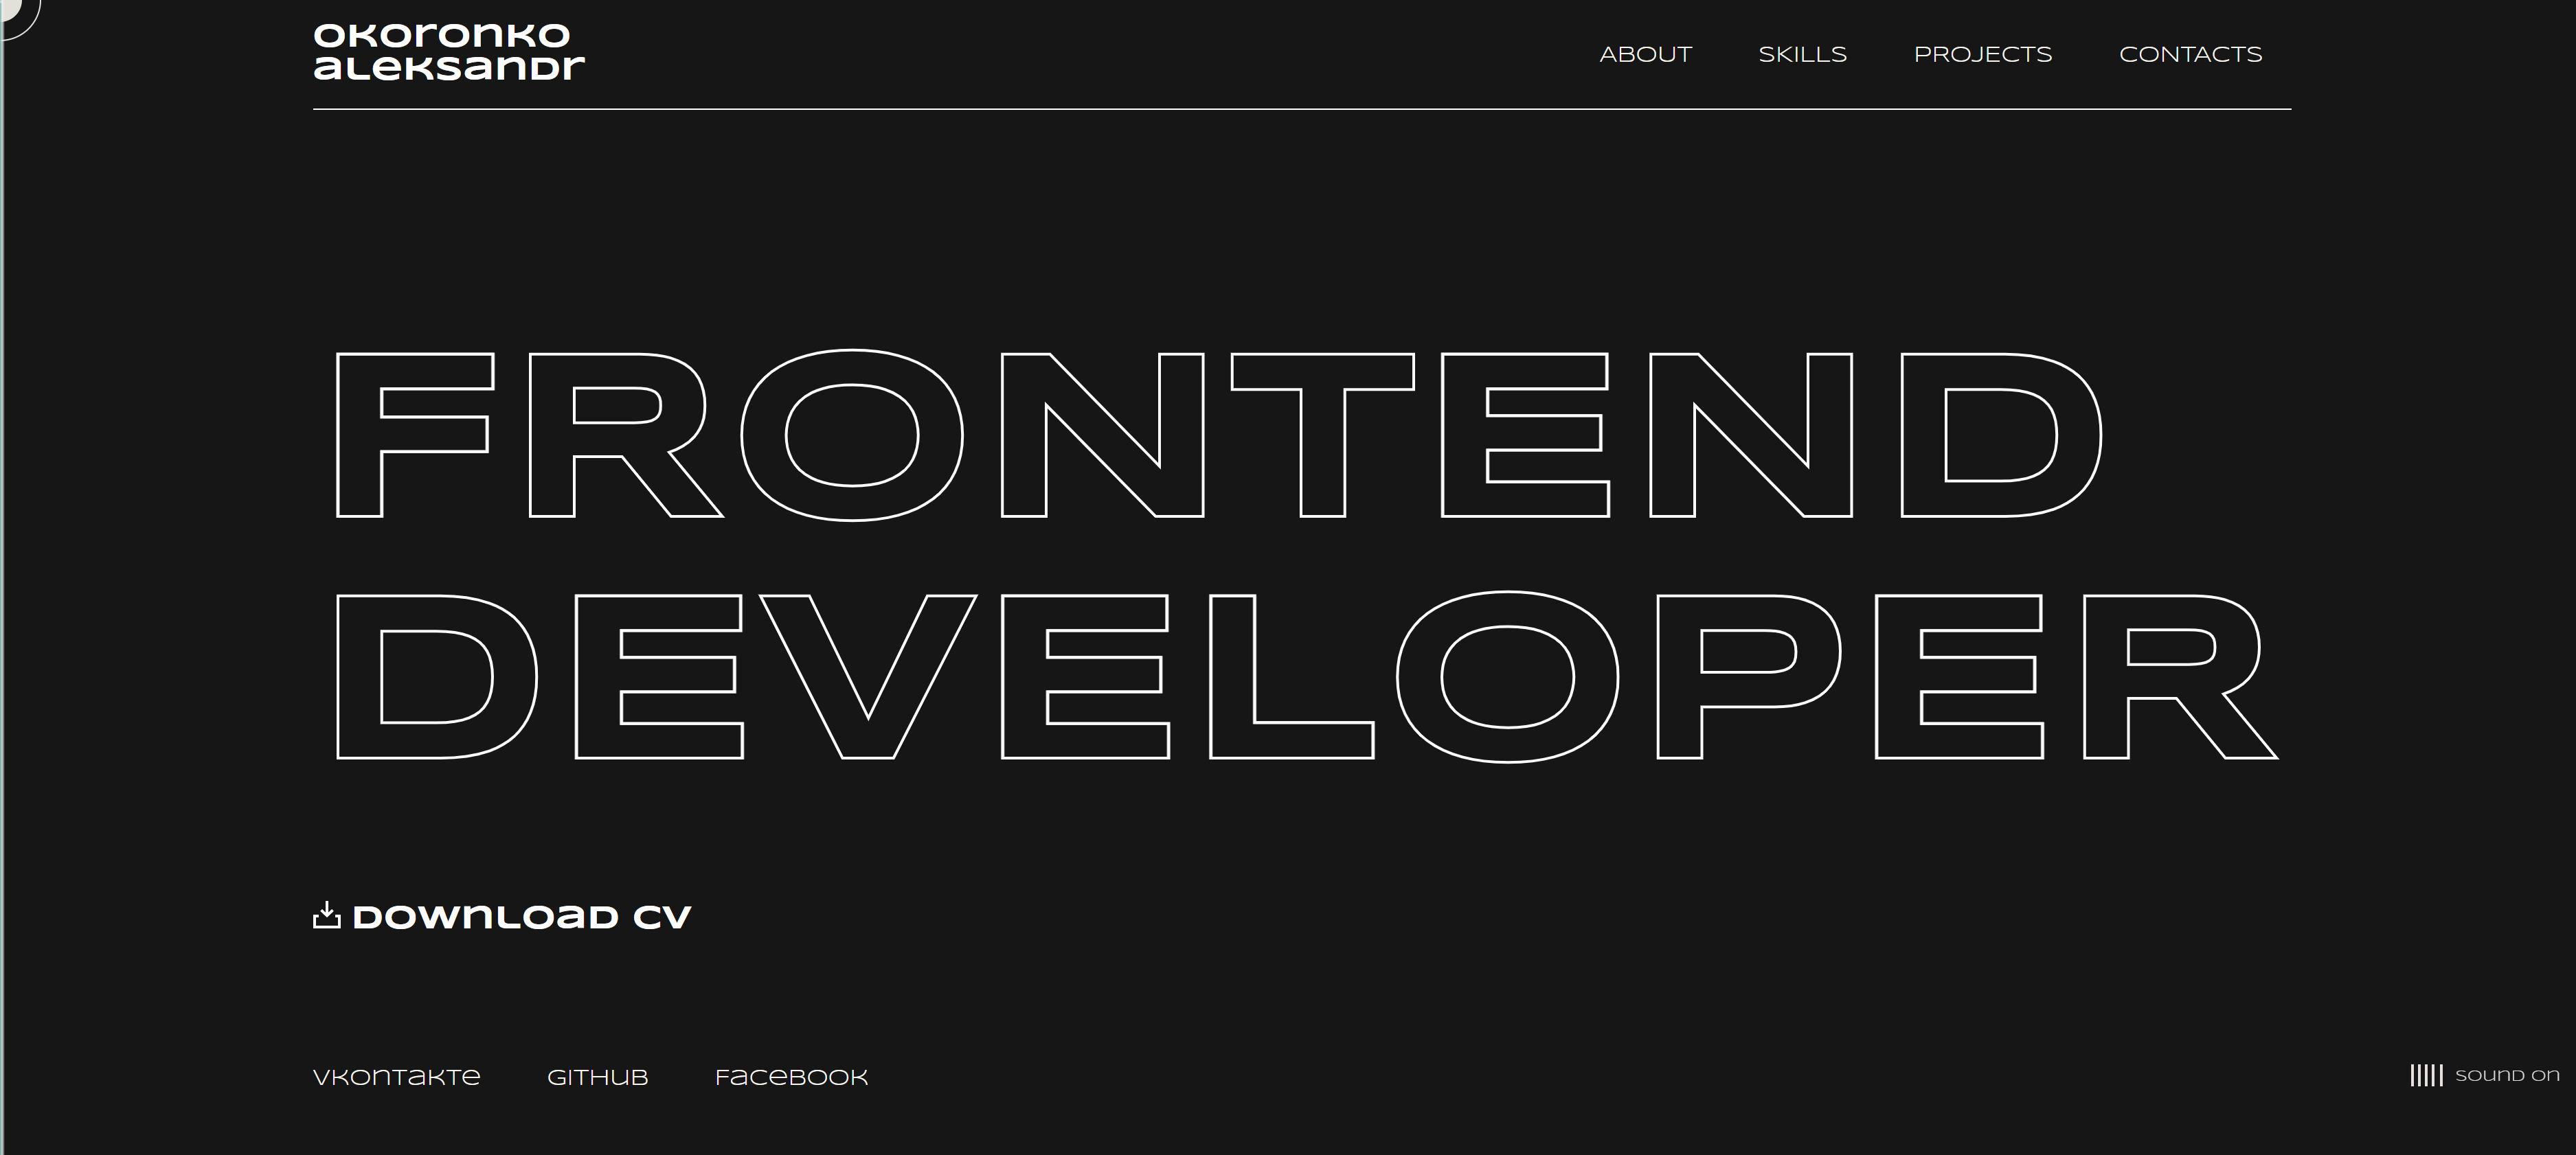 okoronko
aleksandr
ABOUT SKILLS PROJECTS CONTACTS
FRONTEND
DEVELOPER
Download CV
vkontakte github facebook sound on